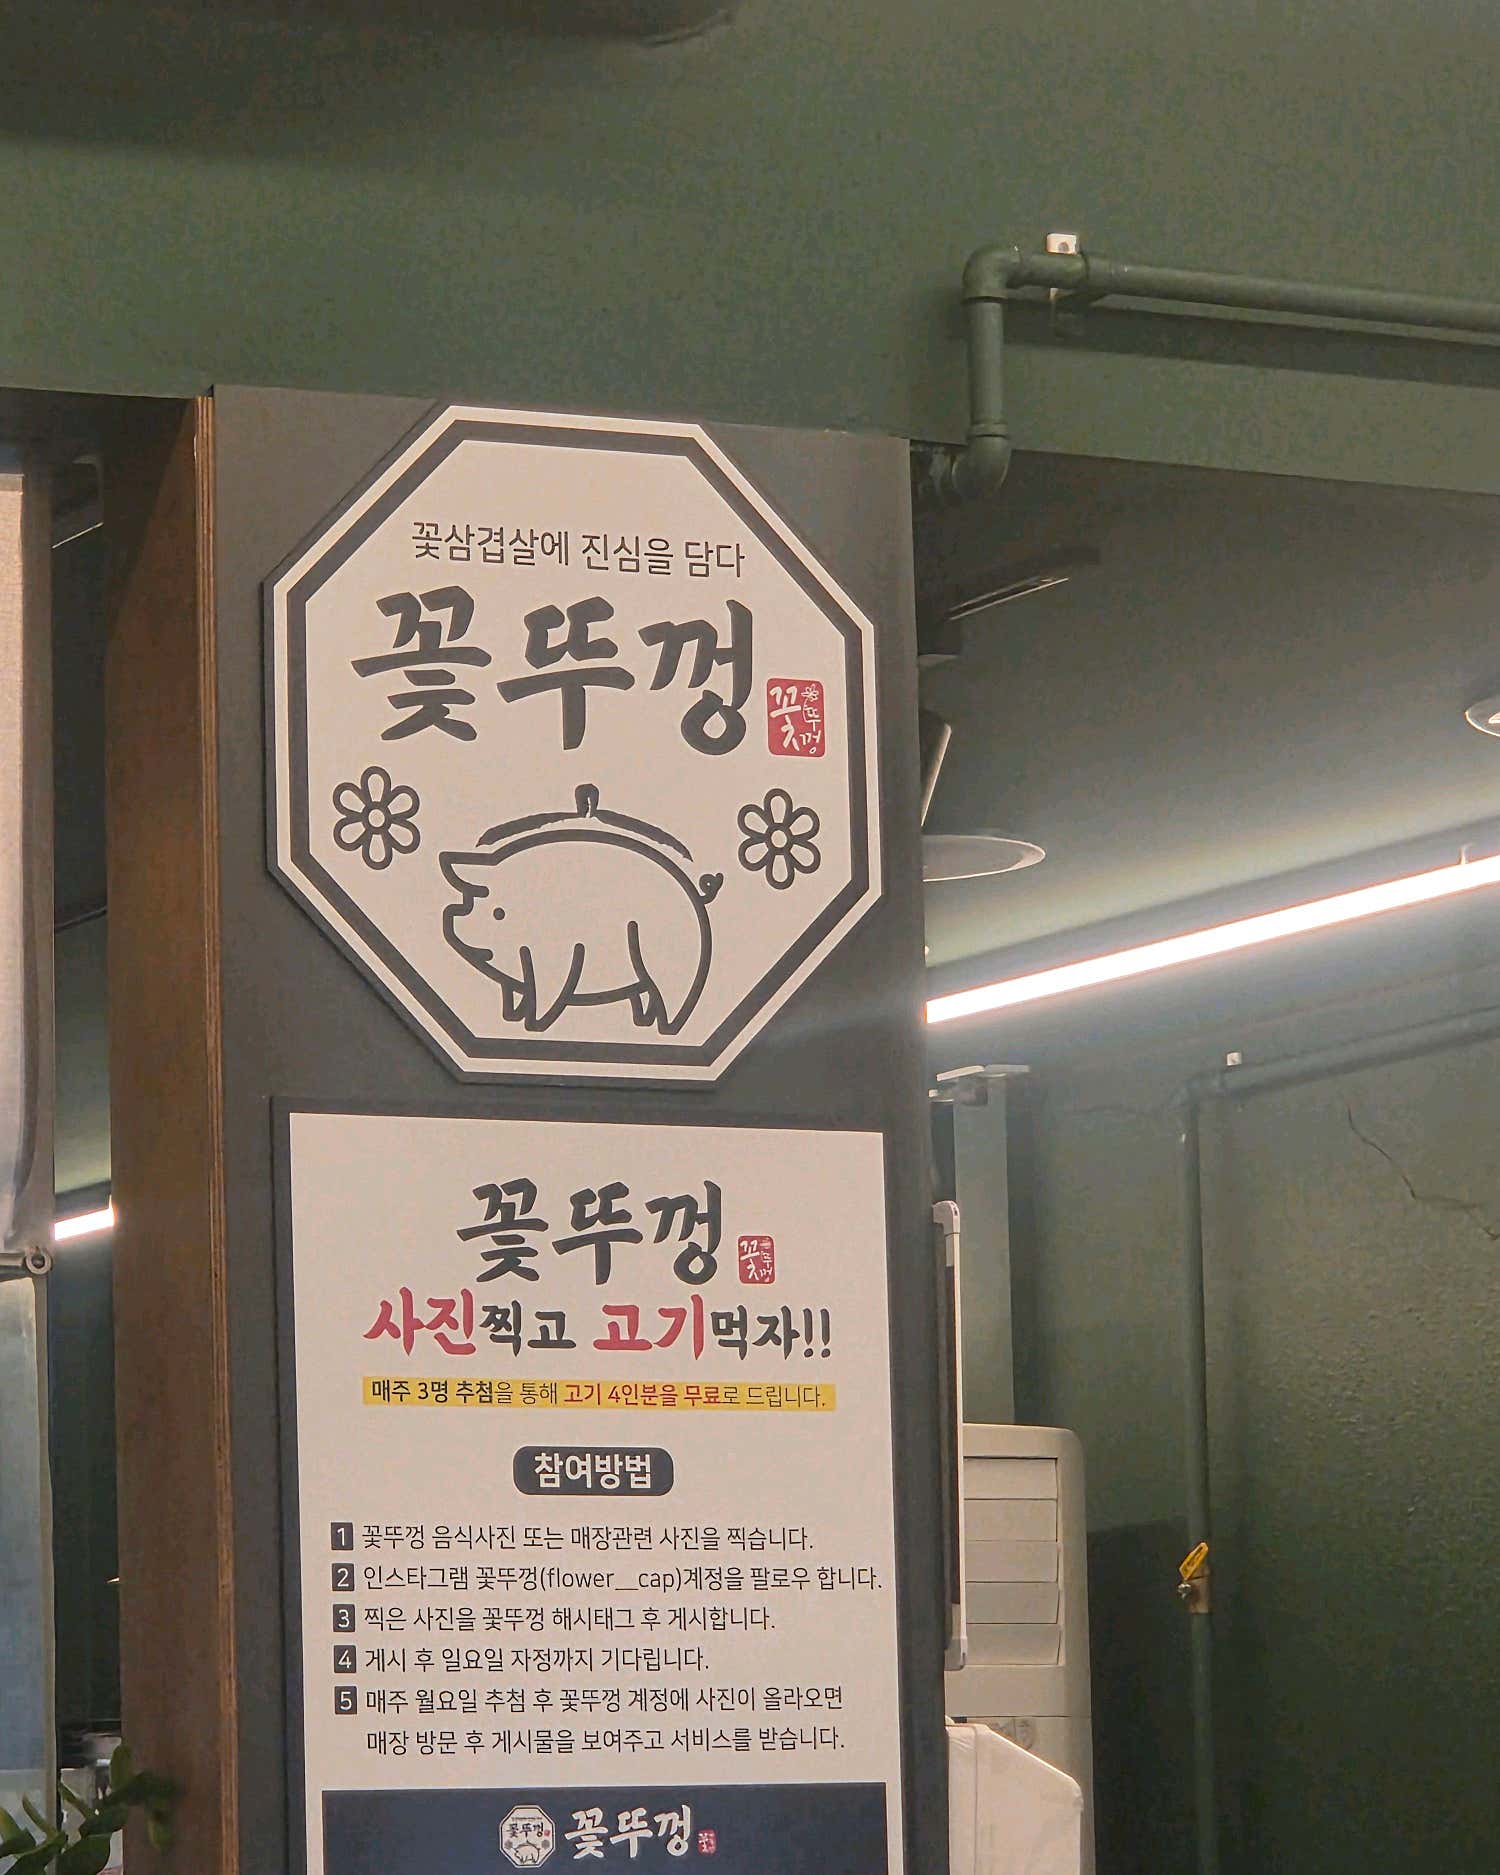 꽃삼겹살에 진심을 담다
꽃뚜껑
꽃뚜껑
꽃뚜껑
꽃뚜껑
사진찍고 고기먹자!!
매주 3명 추첨을 통해 고기 4인분을 무료로 드립니다.
참여방법
1 꽃뚜껑 음식사진 또는 매장관련 사진을 찍습니다.
2 인스타그램 꽃뚜껑(flower__cap)계정을 팔로우 합니다.
3 찍은 사진을 꽃뚜껑 해시태그 후 게시합니다.
4 게시 후 일요일 자정까지 기다립니다.
5 매주 월요일 추첨 후 꽃뚜껑 계정에 사진이 올라오면
매장 방문 후 게시물을 보여주고 서비스를 받습니다.
꽃뚜껑
꽃뚜껑